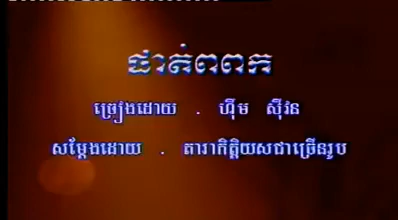 ផាត់ពពក
ច្រៀងដោយ . ហ៊ឹម ស៊ីវន
សម្តែងដោយ . តារាកិត្តិយសជាច្រើនរូប